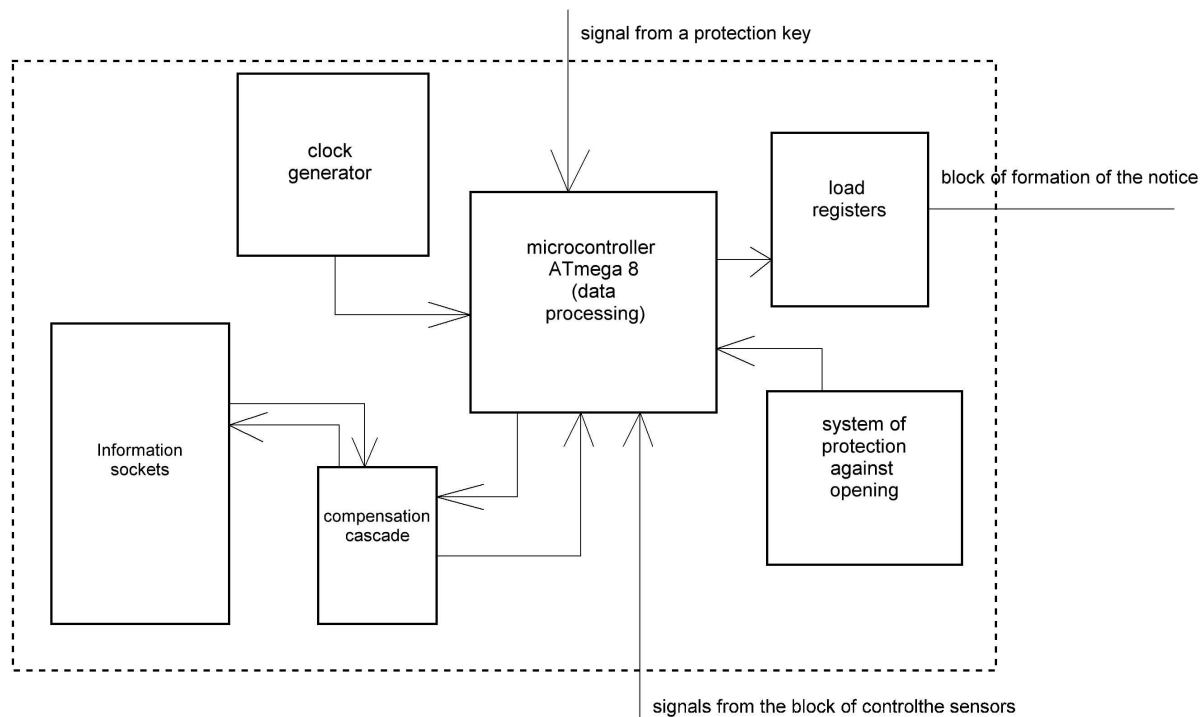 signal from a protection key
clock
generator
load
registers
block of formation of the notice
microcontroller
ATmega 8
(data
processing)
Information
sockets
compensation
cascade
system of
protection
against
opening
signals from the block of controlthe sensors